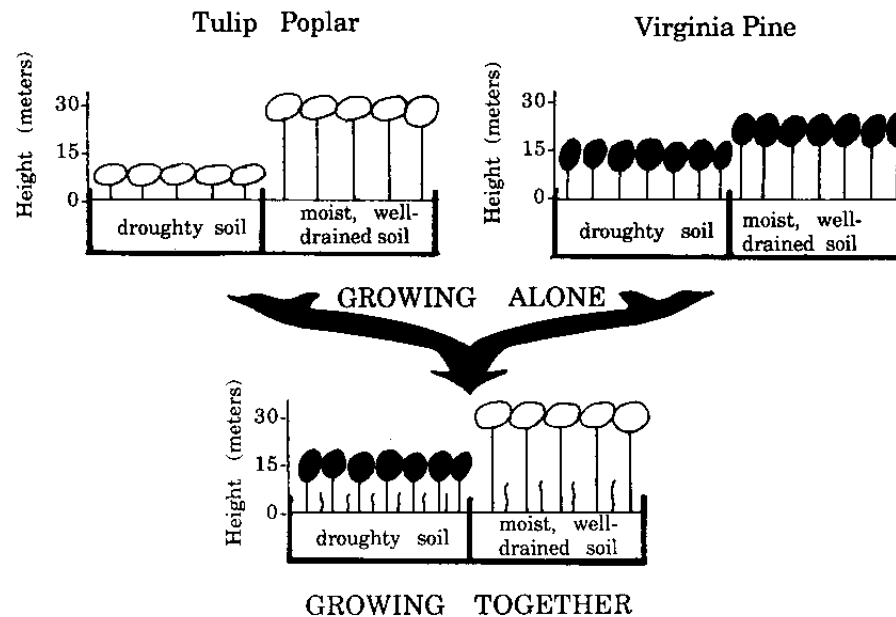 Tulip Poplar
Height (meters)
30
15
0
droughty soil
moist, well-
drained soil
Virginia Pine
Height (meters)
30
15
0
droughty soil
moist, well
drained soil
GROWING ALONE
Height (meters)
30
15
0
droughty soil
moist, well-
drained soil
GROWING TOGETHER